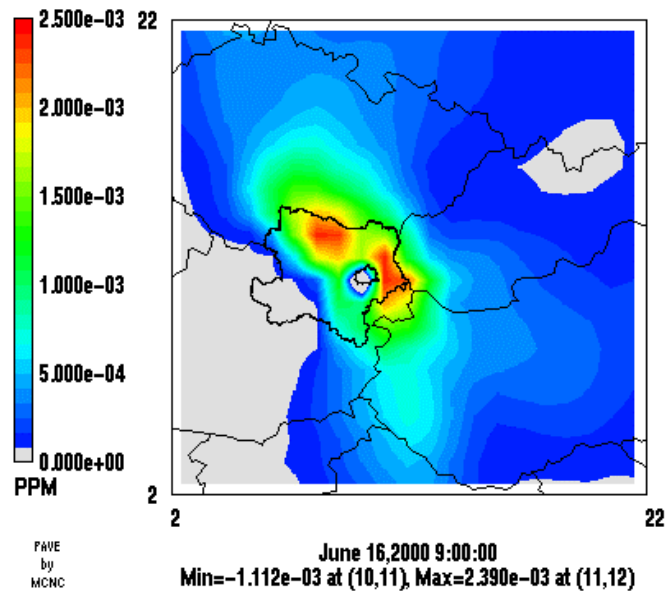 2.500e-03
2.000e-03
1.500e-03
1.000e-03
5.000e-04
0.000e+00
PPM
22
2
2
22
PAVE
by
MCNC
June 16,2000 9:00:00
Min=-1.112e-03 at (10,11), Max=2.390e-03 at (11,12)